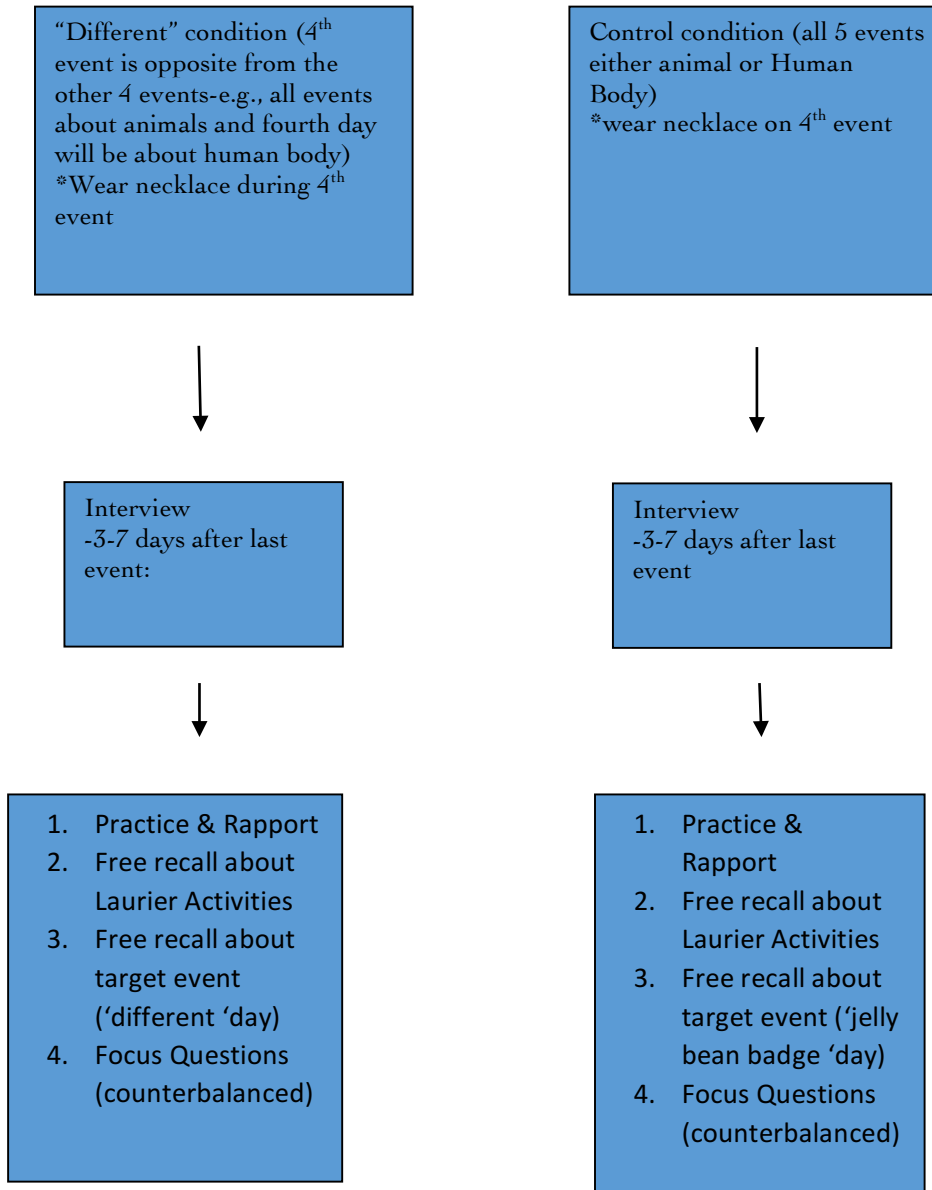 “Different” condition (4th
event is opposite from the
other 4 events-e.g., all events
about animals and fourth day
will be about human body)
*Wear necklace during 4th
event
Control condition (all 5 events
either animal or Human
Body)
*wear necklace on 4th event
Interview
-3-7 days after last
event:
Interview
-3-7 days after last
event
1. Practice & Rapport
2. Free recall about
Laurier Activities
3. Free recall about
target event
(‘different ‘day)
4. Focus Questions
(counterbalanced)
1. Practice &
Rapport
2. Free recall about
Laurier Activities
3. Free recall about
target event (‘jelly
bean badge ‘day)
4. Focus Questions
(counterbalanced)